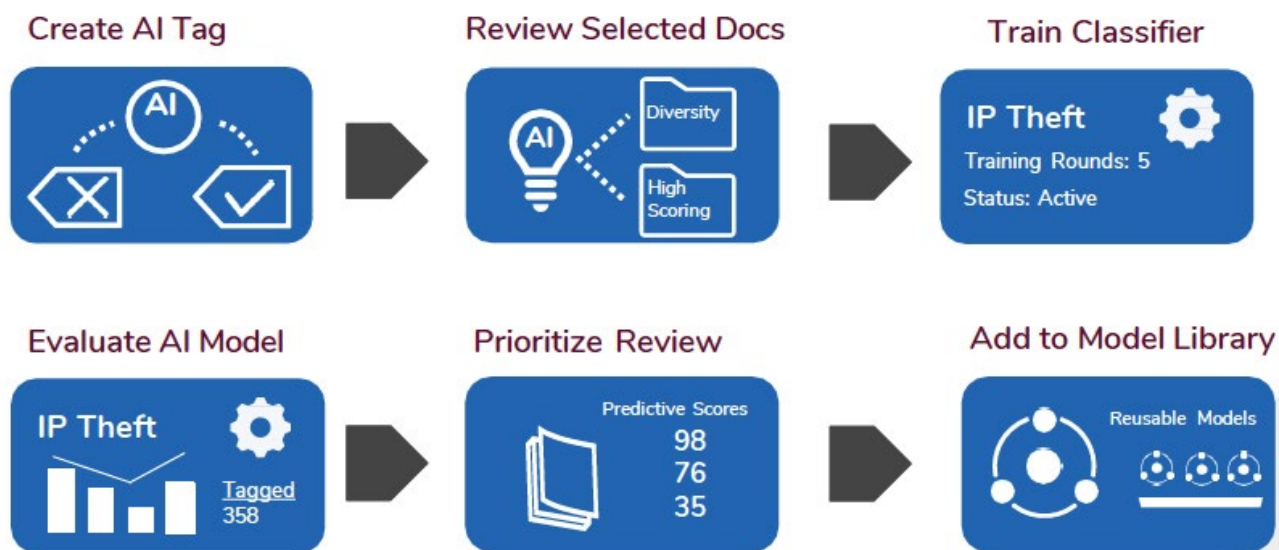 Create AI Tag
AI
Review Selected Docs
AI
Diversity
High
Scoring
Train Classifier
IP Theft
Training Rounds: 5
Status: Active
Evaluate AI Model
IP Theft
Tagged
358
Prioritize Review
Predictive Scores
98
76
35
Add to Model Library
Reusable Models